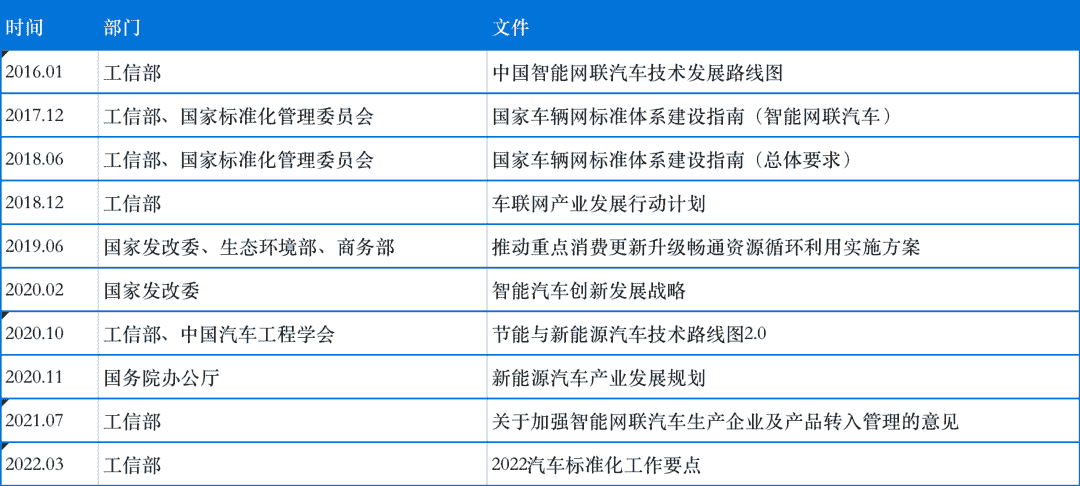 时间 部门 文件
2016.01 工信部 中国智能网联汽车技术发展路线图
2017.12 工信部、国家标准化管理委员会 国家车辆网标准体系建设指南（智能网联汽车）
2018.06 工信部、国家标准化管理委员会 国家车辆网标准体系建设指南（总体要求）
2018.12 工信部 车联网产业发展行动计划
2019.06 国家发改委、生态环境部、商务部 推动重点消费更新升级畅通资源循环利用实施方案
2020.02 国家发改委 智能汽车创新发展战略
2020.10 工信部、中国汽车工程学会 节能与新能源汽车技术路线图2.0
2020.11 国务院办公厅 新能源汽车产业发展规划
2021.07 工信部 关于加强智能网联汽车生产企业及产品转入管理的意见
2022.03 工信部 2022汽车标准化工作要点